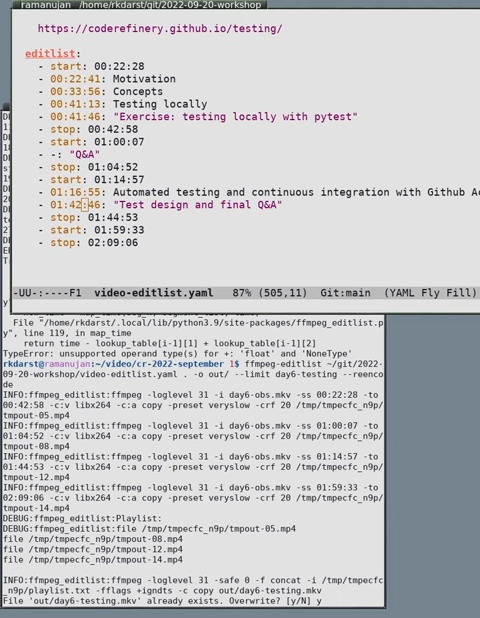 ramanujan: /home/rkdarst/git/2022-09-20-workshop
https://coderefinery.github.io/testing/
editlist:
- start: 00:22:28
- 00:22:41: Motivation
- 00:33:56: Concepts
- 00:41:13: Testing locally
- 00:41:46: "Exercise: testing locally with pytest"
- stop: 00:42:58
- start: 01:00:07
- -: "Q&A"
- stop: 01:04:52
- start: 01:14:57
- 01:16:55: Automated testing and continuous integration with Github Ac
- 01:42:46: "Test design and final Q&A"
- stop: 01:44:53
- start: 01:59:33
- stop: 02:09:06
-UU-:----F1 video-editlist.yaml 87% (505,11) Git:main (YAML Fly Fill)
File "/home/rkdarst/.local/lib/python3.9/site-packages/ffmpeg_editlist.p
y", line 119, in map_time
return time - lookup_table[i-1][1] + lookup_table[i-1][2]
TypeError: unsupported operand type(s) for +: 'float' and 'NoneType'
rkdarst@ramanujan:~/video/cr-2022-september 1$ ffmpeg-editlist ~/git/2022-
09-20-workshop/video-editlist.yaml . -o out/ --limit day6-testing --reenco
de
INFO:ffmpeg_editlist:ffmpeg -loglevel 31 -i day6-obs.mkv -ss 00:22:28 -to
00:42:58 -c:v libx264 -c:a copy -preset veryslow -crf 20 /tmp/tmpecfc_n9p/
tmpout-05.mp4
INFO:ffmpeg_editlist:ffmpeg -loglevel 31 -i day6-obs.mkv -ss 01:00:07 -to
01:04:52 -c:v libx264 -c:a copy -preset veryslow -crf 20 /tmp/tmpecfc_n9p/
tmpout-08.mp4
INFO:ffmpeg_editlist:ffmpeg -loglevel 31 -i day6-obs.mkv -ss 01:14:57 -to
01:44:53 -c:v libx264 -c:a copy -preset veryslow -crf 20 /tmp/tmpecfc_n9p/
tmpout-12.mp4
INFO:ffmpeg_editlist:ffmpeg -loglevel 31 -i day6-obs.mkv -ss 01:59:33 -to
02:09:06 -c:v libx264 -c:a copy -preset veryslow -crf 20 /tmp/tmpecfc_n9p/
tmpout-14.mp4
DEBUG:ffmpeg_editlist:Playlist:
DEBUG:ffmpeg_editlist:file /tmp/tmpecfc_n9p/tmpout-05.mp4
file /tmp/tmpecfc_n9p/tmpout-08.mp4
file /tmp/tmpecfc_n9p/tmpout-12.mp4
file /tmp/tmpecfc_n9p/tmpout-14.mp4
INFO:ffmpeg_editlist:ffmpeg -loglevel 31 -safe 0 -f concat -i /tmp/tmpecfc
_n9p/playlist.txt -fflags +igndts -c copy out/day6-testing.mkv
File 'out/day6-testing.mkv' already exists. Overwrite? [y/N] y